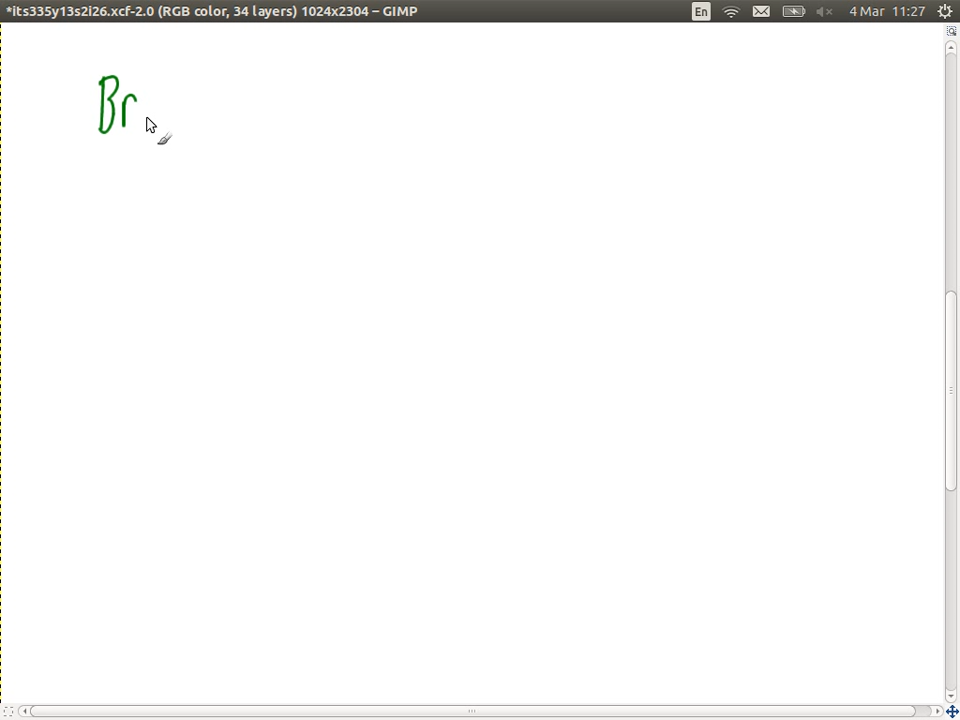 *its335y13s2i26.xcf-2.0 (RGB color, 34 layers) 1024x2304 – GIMP
En
4 Mar 11:27
Br